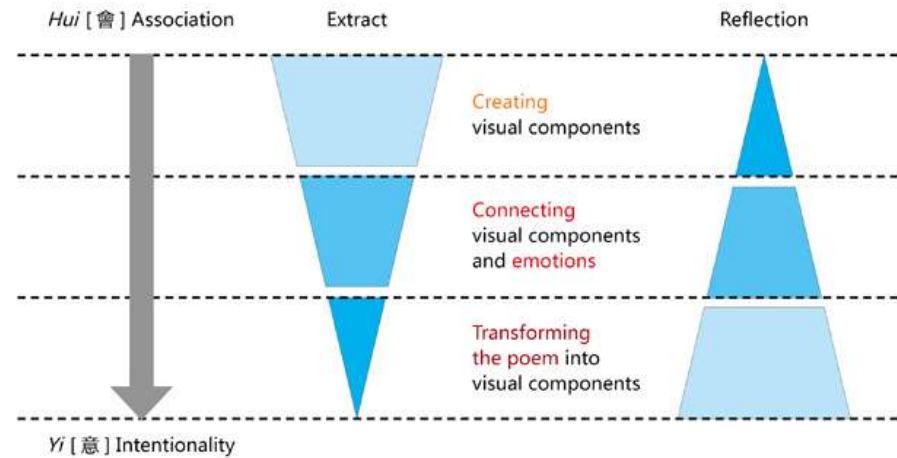 Hui [ 會 ] Association
Extract
Reflection
Creating
visual components
Connecting
visual components
and emotions
Transforming
the poem into
visual components
Yi [ 意 ] Intentionality